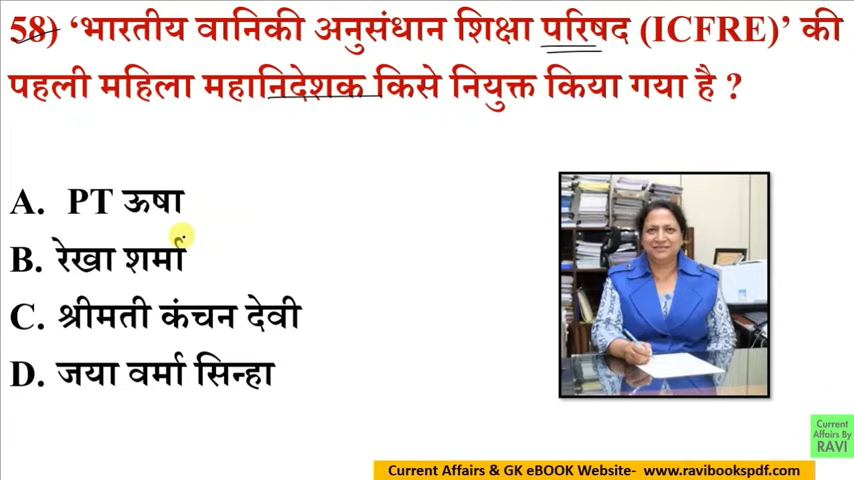 58) ‘भारतीय वानिकी अनुसंधान शिक्षा परिषद (ICFRE)’ की
पहली महिला महानिदेशक किसे नियुक्त किया गया है ?
A. PT ऊषा
B. रेखा शर्मा
C. श्रीमती कंचन देवी
D. जया वर्मा सिन्हा
Current
Affairs By
RAVI
Current Affairs & GK eBOOK Website- www.ravibookspdf.com